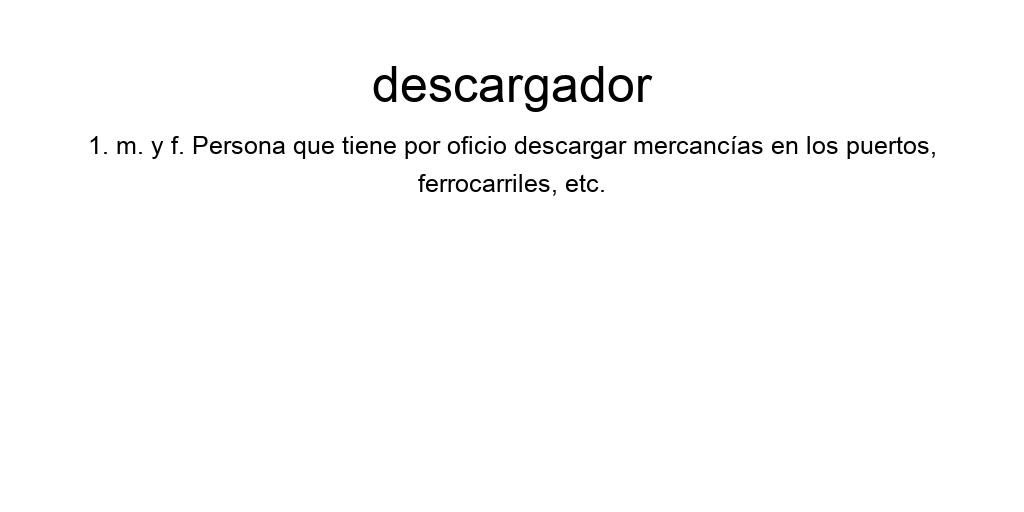 descargador
1. m. y f. Persona que tiene por oficio descargar mercancías en los puertos,
ferrocarriles, etc.